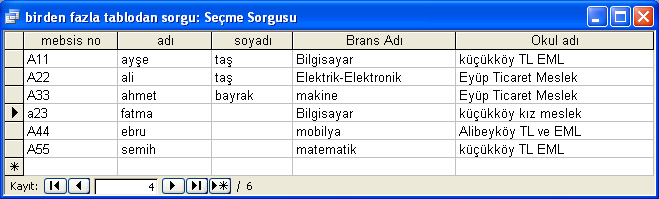 birden fazla tablodan sorgu: Seçme Sorgusu
mebsis no adı soyadı Brans Adı Okul adı
A11 ayşe taş Bilgisayar küçükköy TL EML
A22 ali taş Elektrik-Elektronik Eyüp Ticaret Meslek
A33 ahmet bayrak makine Eyüp Ticaret Meslek
a23 fatma Bilgisayar küçükköy kız meslek
A44 ebru mobilya Alibeyköy TL ve EML
A55 semih matematik küçükköy TL EML
Kayıt: 4 / 6